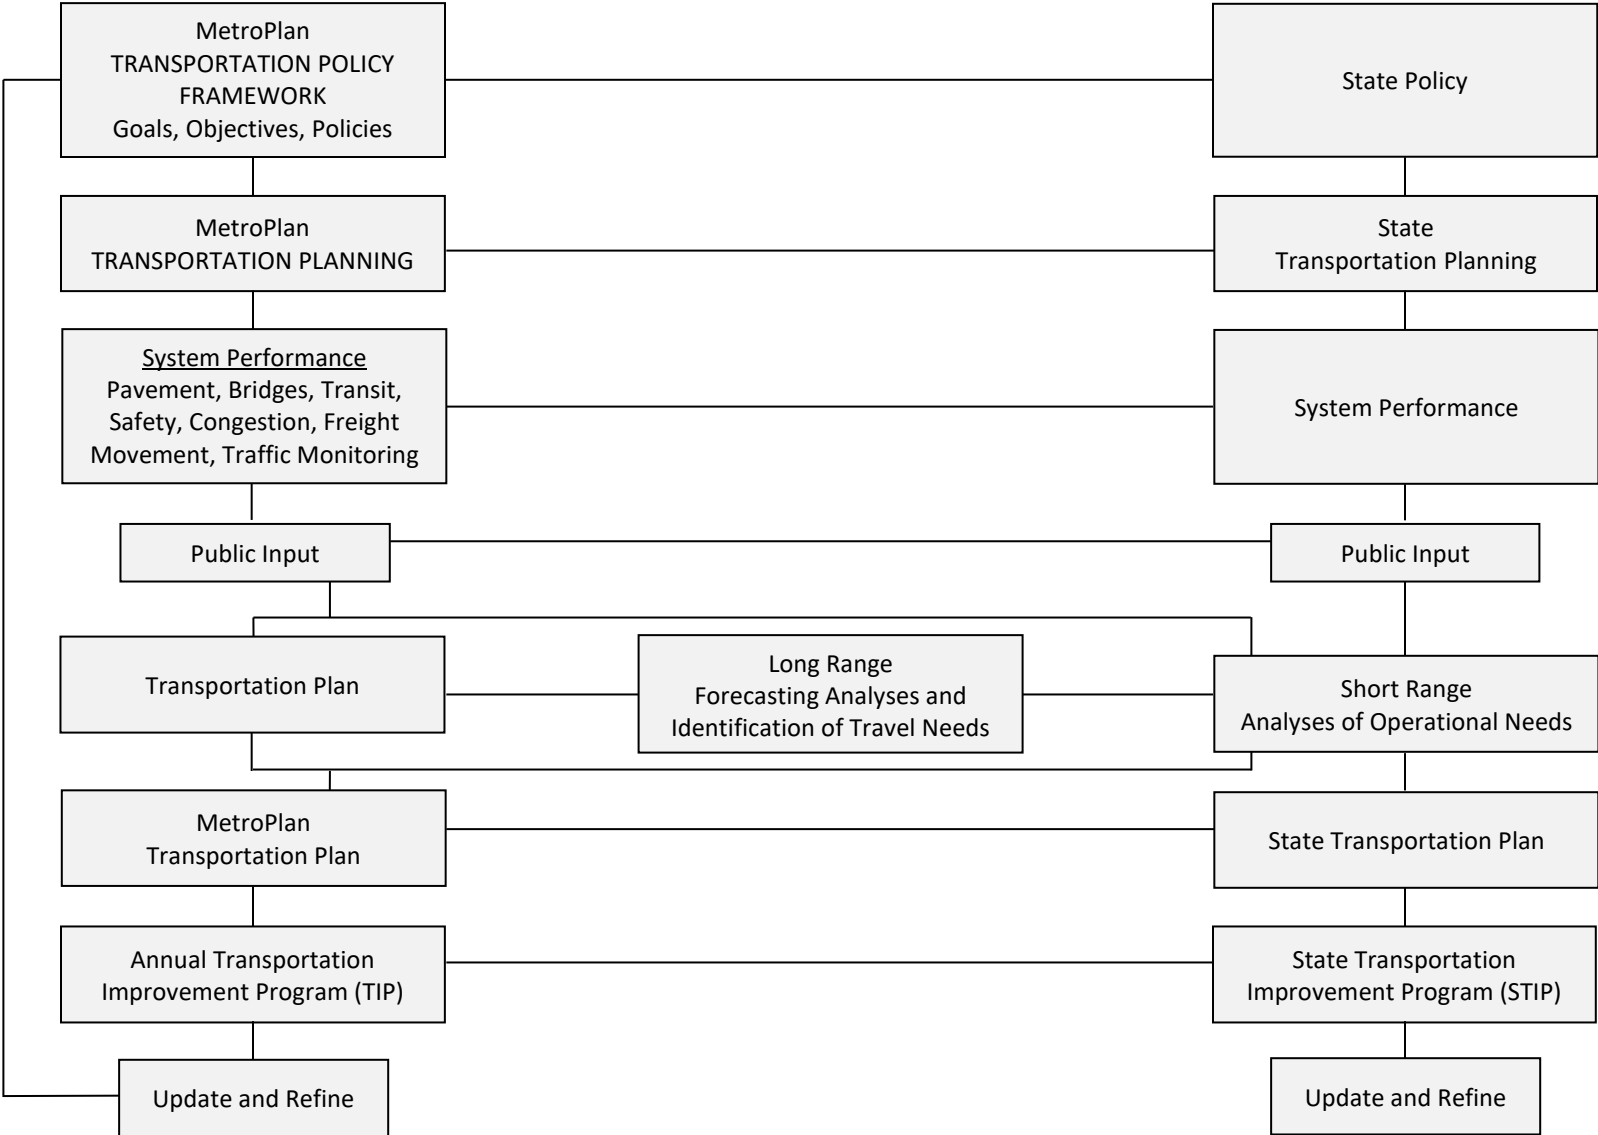 MetroPlan
TRANSPORTATION POLICY
FRAMEWORK
Goals, Objectives, Policies
State Policy
MetroPlan
TRANSPORTATION PLANNING
State
Transportation Planning
System Performance
Pavement, Bridges, Transit,
Safety, Congestion, Freight
Movement, Traffic Monitoring
System Performance
Public Input
Public Input
Transportation Plan
Long Range
Forecasting Analyses and
Identification of Travel Needs
Short Range
Analyses of Operational Needs
MetroPlan
Transportation Plan
State Transportation Plan
Annual Transportation
Improvement Program (TIP)
State Transportation
Improvement Program (STIP)
Update and Refine
Update and Refine